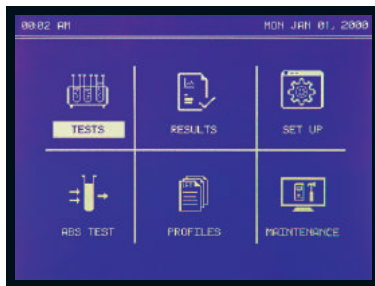 00:02 AM MON JAN 01, 2000
TESTS RESULTS SET UP
ABS TEST PROFILES MAINTENANCE